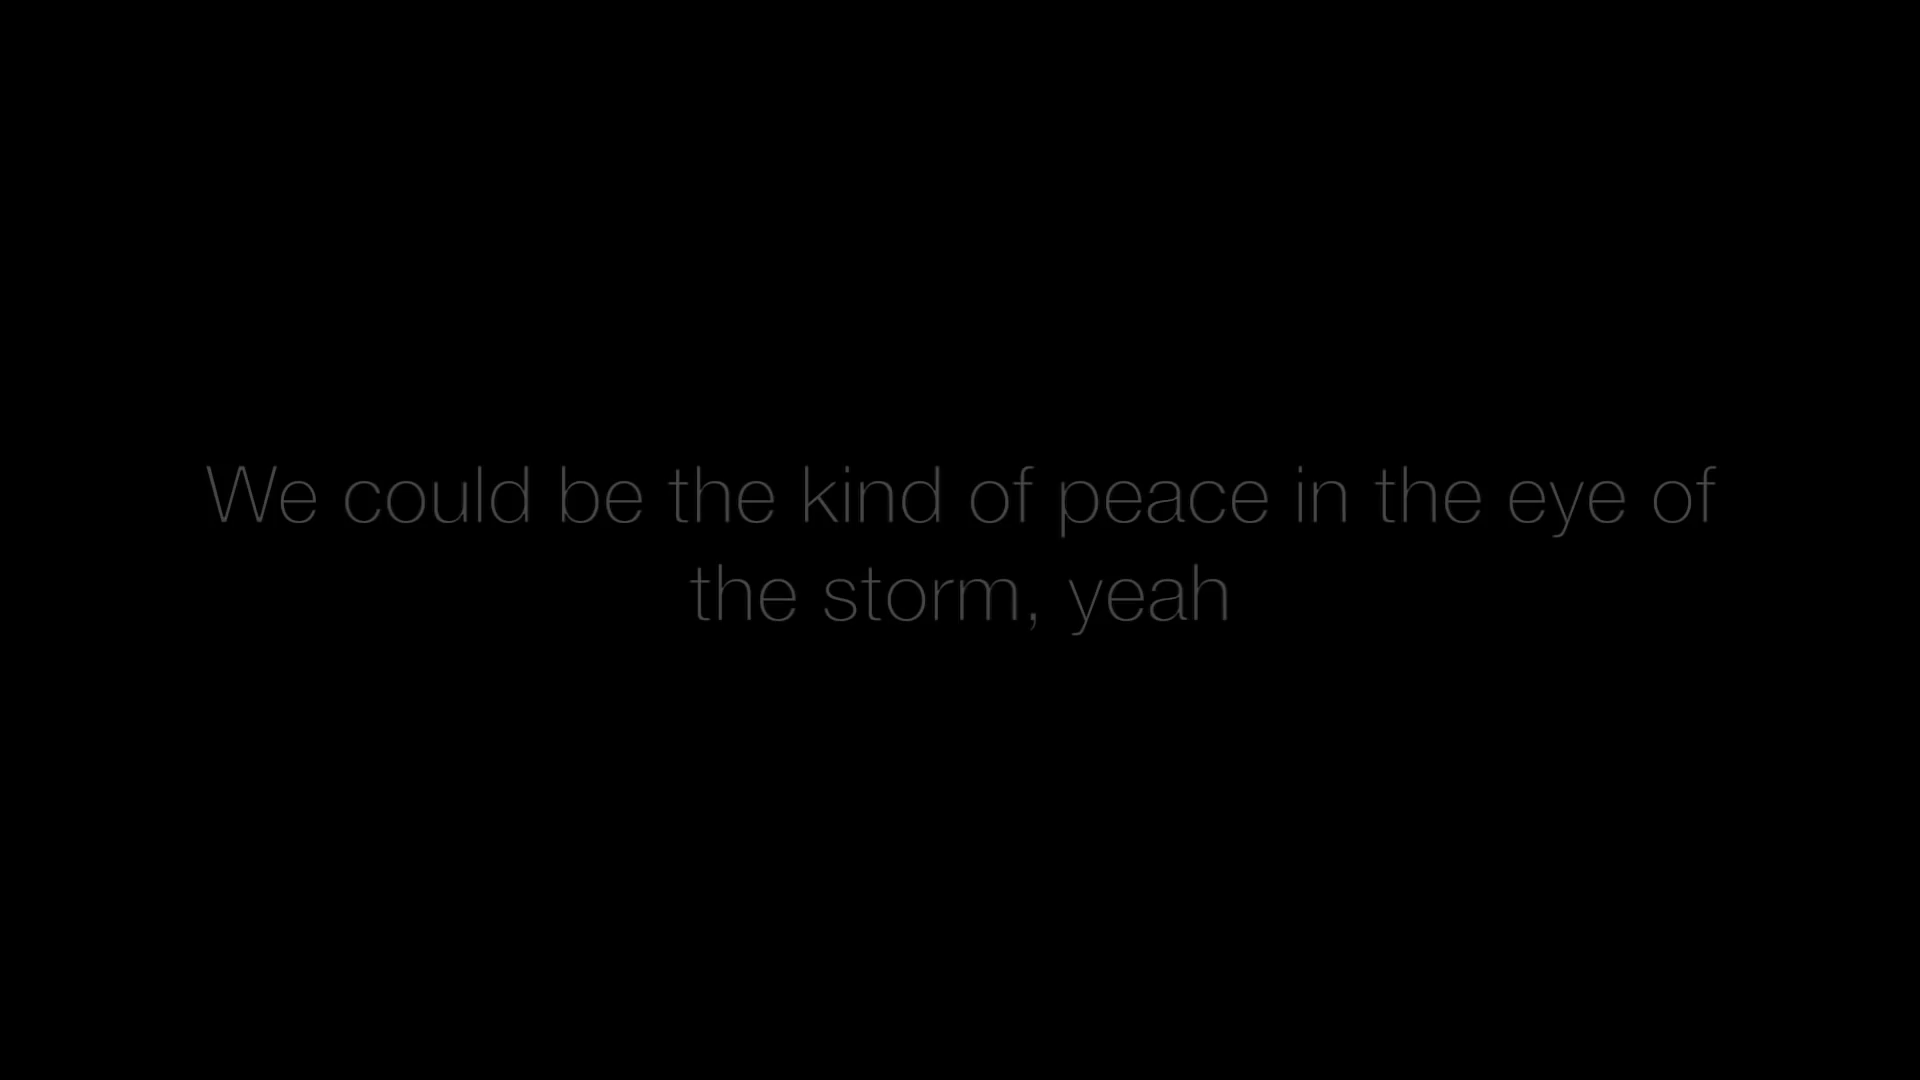 We could be the kind of peace in the eye of
the storm, yeah